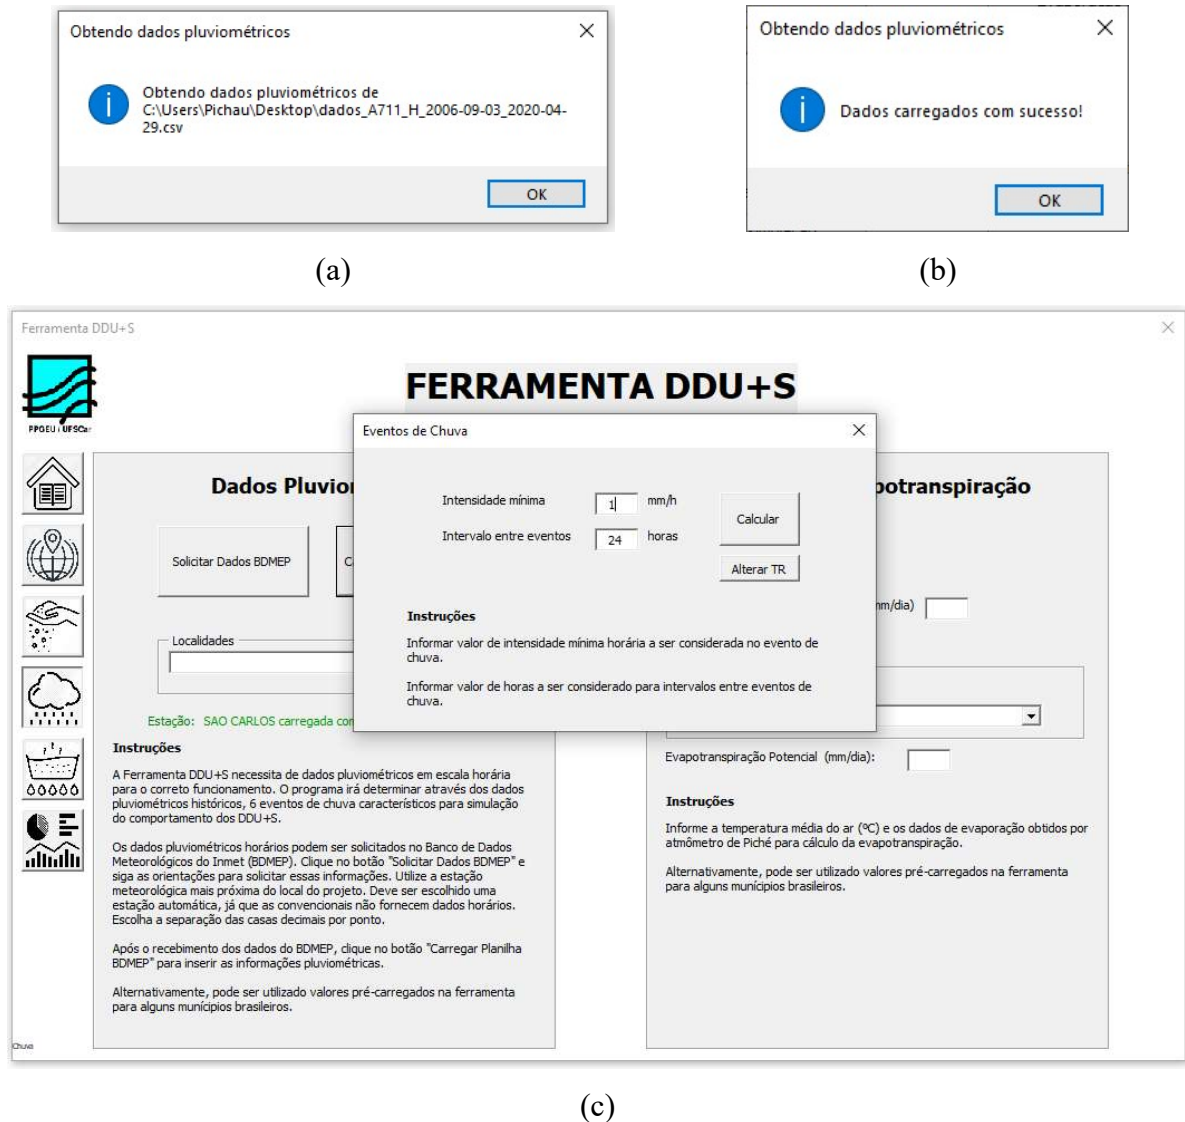 Obtendo dados pluviométricos
Obtendo dados pluviométricos de
C:\Users\Pichau\Desktop\dados_A711_H_2006-09-03_2020-04-
29.csv
OK
(a)
Obtendo dados pluviométricos
Dados carregados com sucesso!
OK
(b)
Ferramenta DDU+S
PPGEU UFSCar
FERRAMENTA DDU+S
Eventos de Chuva
Intensidade mínima 1 mm/h
Intervalo entre eventos 24 horas
Calcular
Alterar TR
Instruções
Informar valor de intensidade mínima horária a ser considerada no evento de
chuva.
Informar valor de horas a ser considerado para intervalos entre eventos de
chuva.
Dados Pluvio
Solicitar Dados BDMEP
C
Localidades
Estação: SAO CARLOS carregada co
Instruções
A Ferramenta DDU+S necessita de dados pluviométricos em escala horária
para o correto funcionamento. O programa irá determinar através dos dados
pluviométricos históricos, 6 eventos de chuva característicos para simulação
do comportamento dos DDU+S.
Os dados pluviométricos horários podem ser solicitados no Banco de Dados
Meteorológicos do Inmet (BDMEP). Clique no botão "Solicitar Dados BDMEP" e
siga as orientações para solicitar essas informações. Utilize a estação
meteorológica mais próxima do local do projeto. Deve ser escolhido uma
estação automática, já que as convencionais não fornecem dados horários.
Escolha a separação das casas decimais por ponto.
Após o recebimento dos dados do BDMEP, clique no botão "Carregar Planilha
BDMEP" para inserir as informações pluviométricas.
Alternativamente, pode ser utilizado valores pré-carregados na ferramenta
para alguns munícipios brasileiros.
Chuva
potranspiração
mm/dia)
Evapotranspiração Potencial (mm/dia):
Instruções
Informe a temperatura média do ar (ºC) e os dados de evaporação obtidos por
atmômetro de Piché para cálculo da evapotranspiração.
Alternativamente, pode ser utilizado valores pré-carregados na ferramenta
para alguns munícipios brasileiros.
(c)